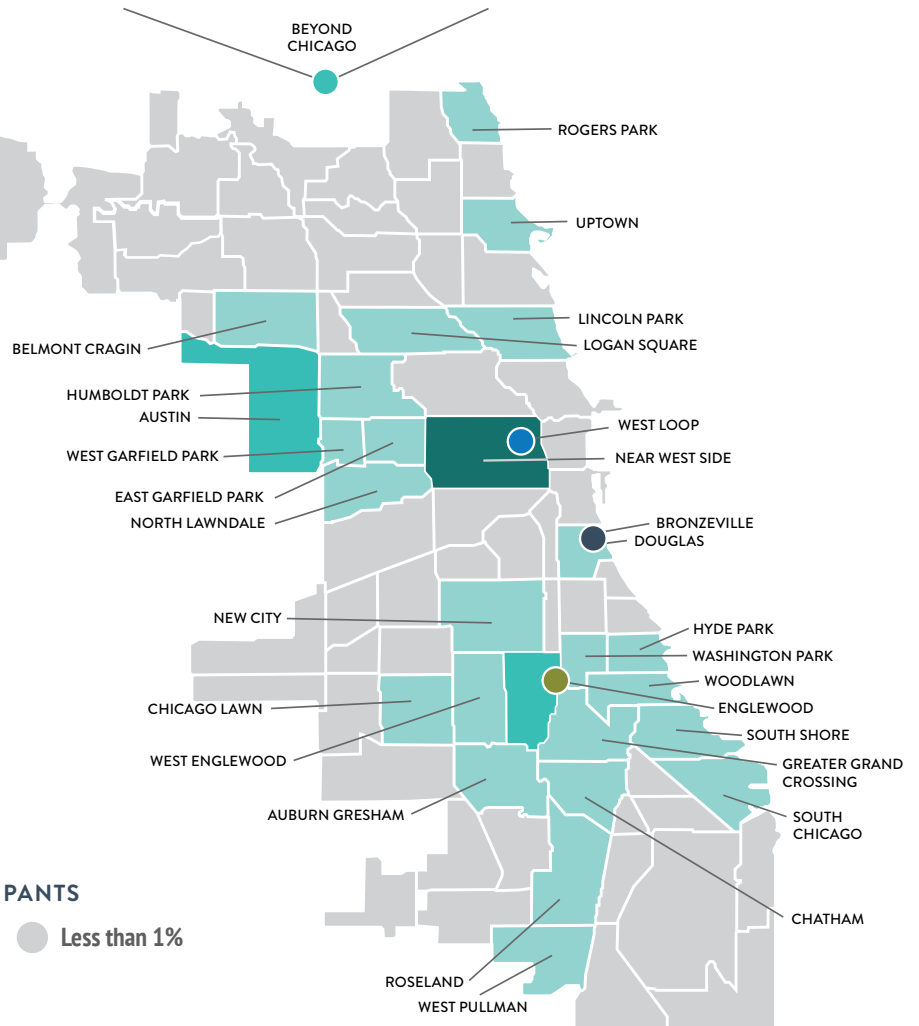 BEYOND
CHICAGO
ROGERS PARK
UPTOWN
LINCOLN PARK
LOGAN SQUARE
BELMONT CRAGIN
HUMBOLDT PARK
AUSTIN
WEST LOOP
WEST GARFIELD PARK
NEAR WEST SIDE
EAST GARFIELD PARK
NORTH LAWNDALE
BRONZEVILLE
DOUGLAS
NEW CITY
HYDE PARK
WASHINGTON PARK
WOODLAWN
CHICAGO LAWN
ENGLEWOOD
SOUTH SHORE
WEST ENGLEWOOD
GREATER GRAND
CROSSING
AUBURN GRESHAM
SOUTH
CHICAGO
PANTS
CHATHAM
Less than 1%
ROSELAND
WEST PULLMAN